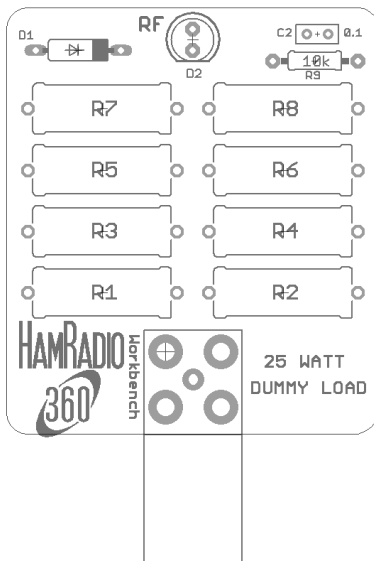 D1
RF
D2
C2
0.1
10k
R9
R7
R8
R5
R6
R3
R4
R1
R2
HAMRADIO
360
Workbench
25 WATT
DUMMY LOAD